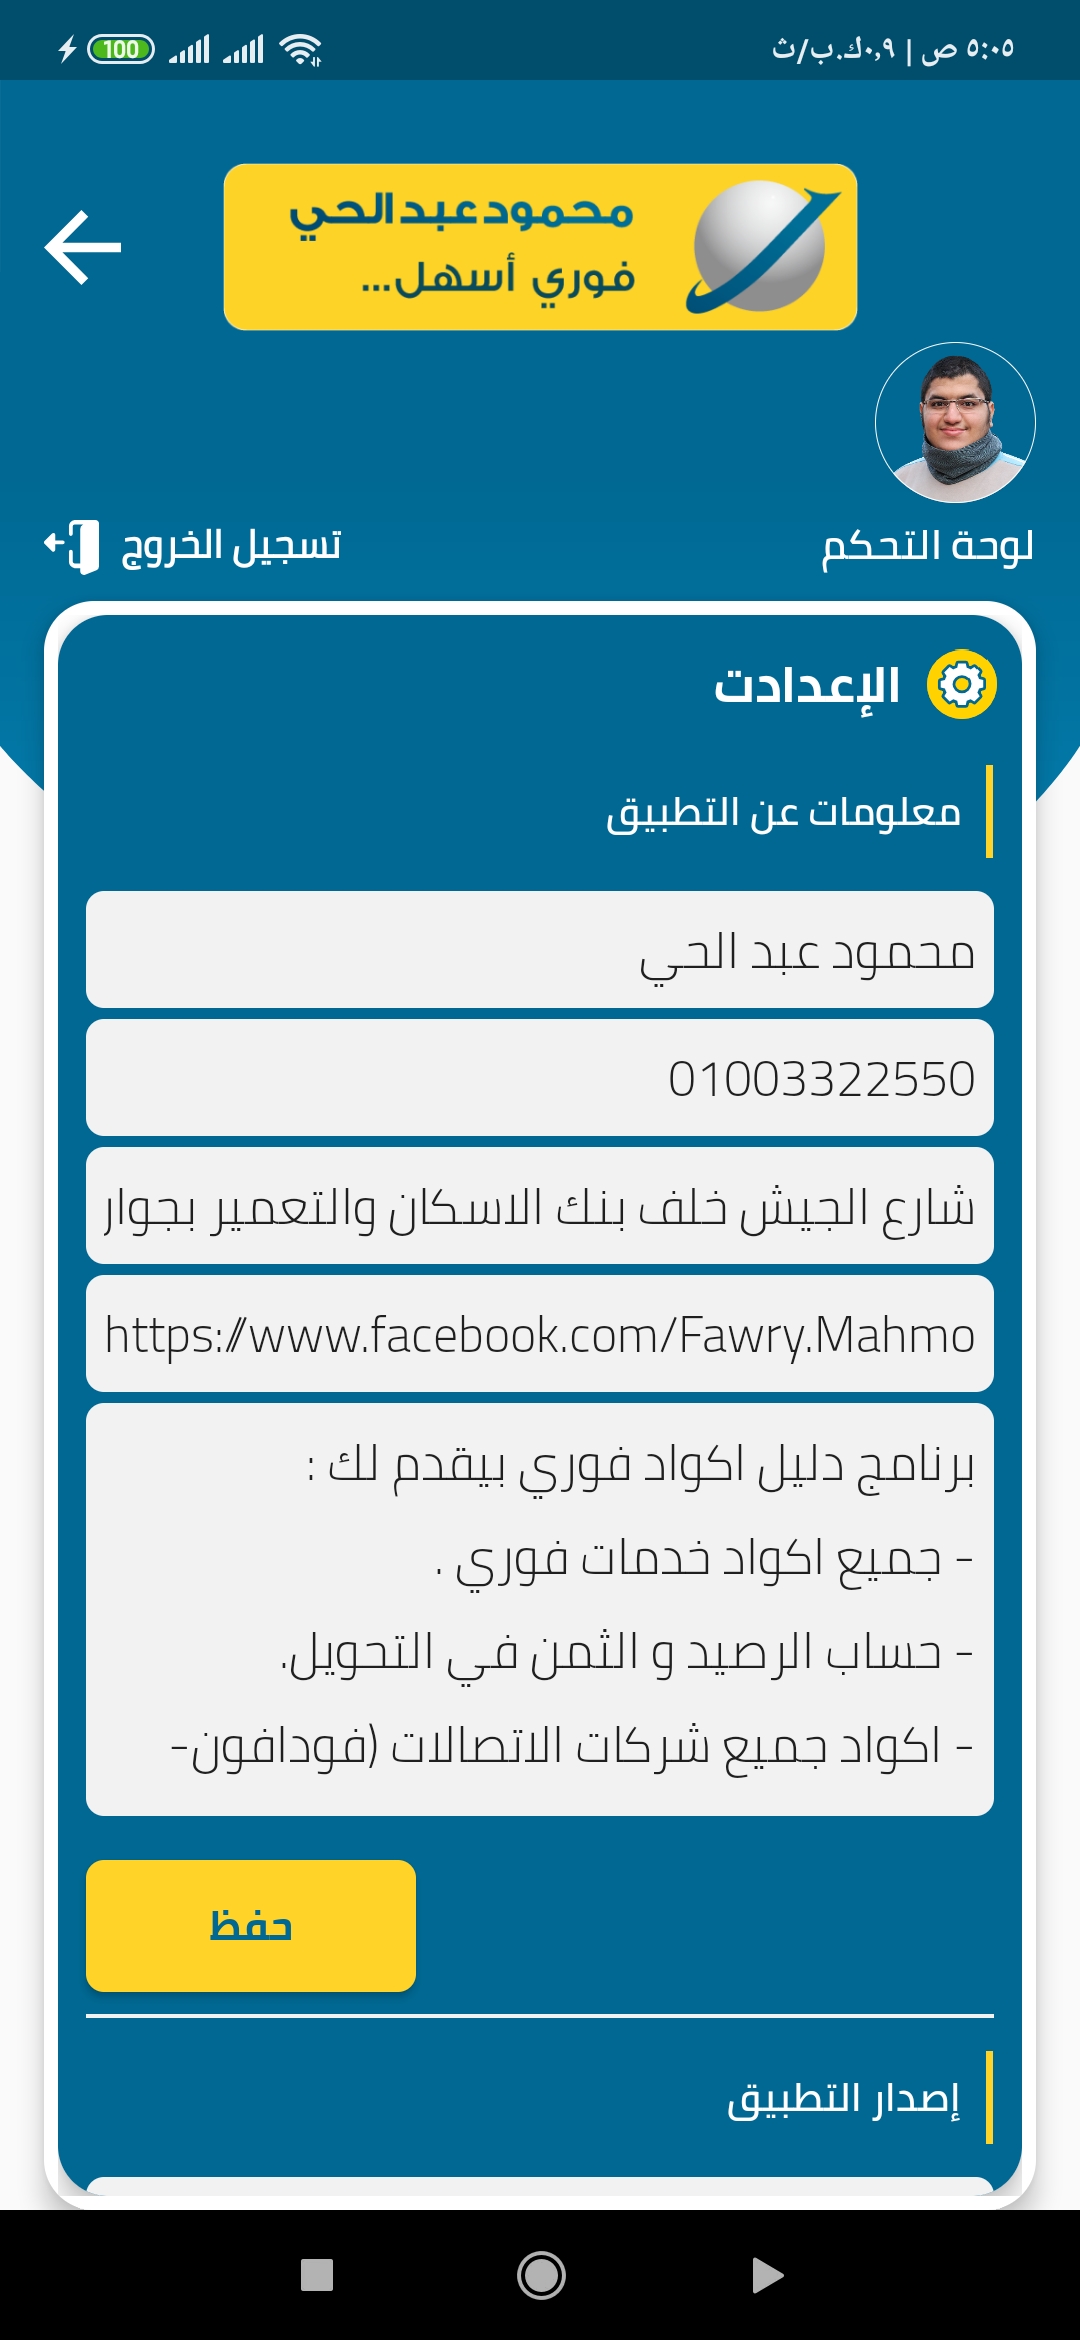 ٥:٠٥ ص | ٠,٩ك.ب/ث
100
محمود عبد الحي
فوري أسهل...
لوحة التحكم
تسجيل الخروج
الإعدادت
معلومات عن التطبيق
محمود عبد الحي
01003322550
شارع الجيش خلف بنك الاسكان والتعمير بجوار
https://www.facebook.com/Fawry.Mahmo
برنامج دليل اكواد فوري بيقدم لك :
- جميع اكواد خدمات فوري .
- حساب الرصيد و الثمن في التحويل.
- اكواد جميع شركات الاتصالات (فودافون-
حفظ
إصدار التطبيق